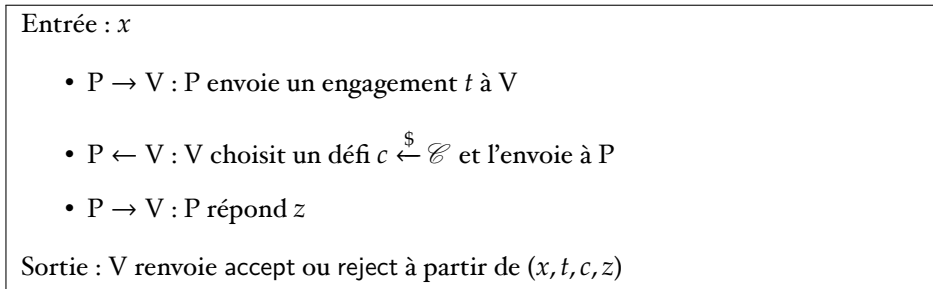 Entrée : x
• P → V : P envoie un engagement t à V
• P ← V : V choisit un défi c $← 𝒞 et l'envoie à P
• P → V : P répond z
Sortie : V renvoie accept ou reject à partir de (x, t, c, z)